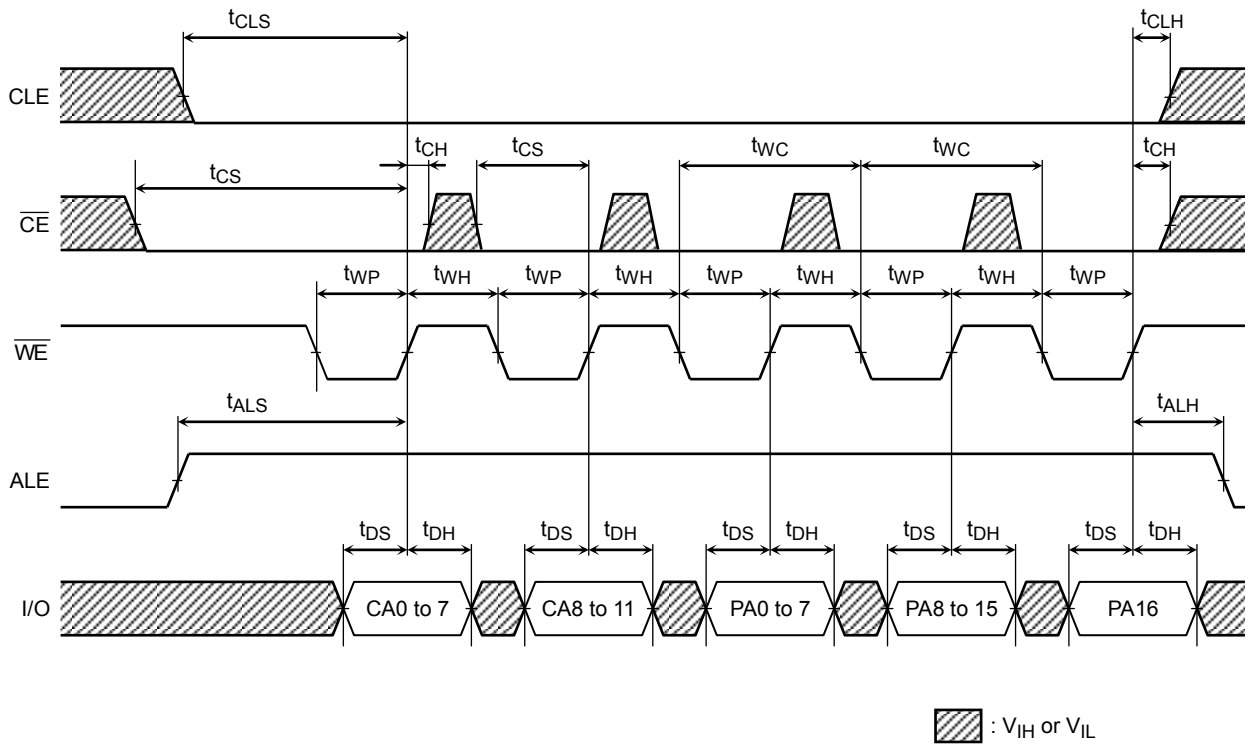 tCLS
tCLH
CLE
tCH
tCS
tWC
tWC
tCH
tCS
CE
tWP
tWH
tWP
tWH
tWP
tWH
tWP
tWH
tWP
WE
tALS
tALH
ALE
tDS
tDH
tDS
tDH
tDS
tDH
tDS
tDH
tDS
tDH
I/O
CA0 to 7
CA8 to 11
PA0 to 7
PA8 to 15
PA16
: VIH or VIL